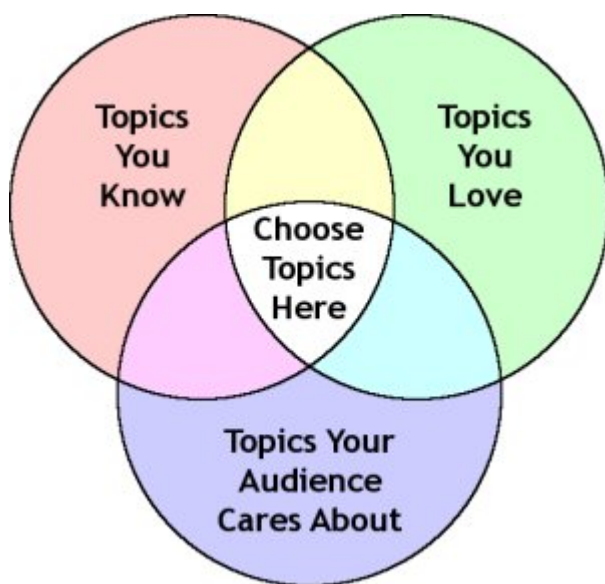 Topics
You
Know
Topics
You
Love
Choose
Topics
Here
Topics Your
Audience
Cares About